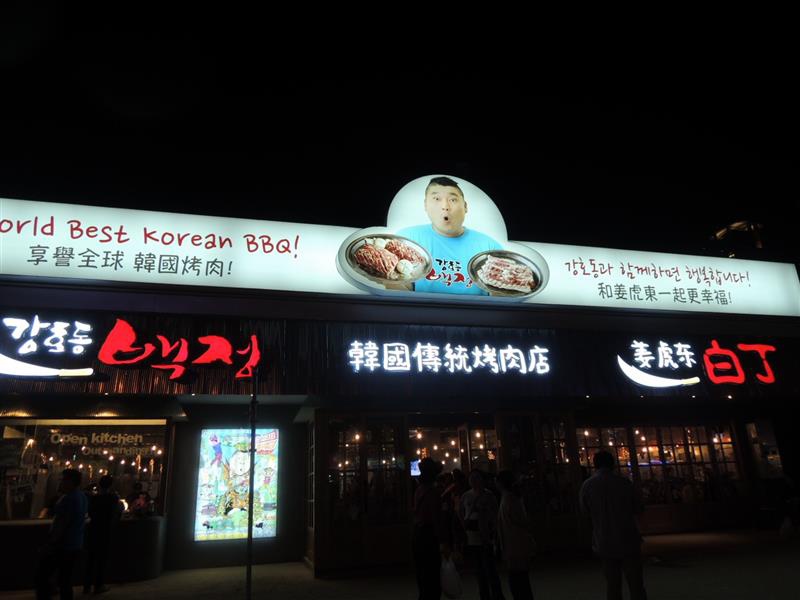 orld Best Korean BBQ!
享譽全球 韓國烤肉!
강호동
백정
강호동과 함께하면 행복합니다!
和姜虎東一起更幸福!
강호동 백정
韓國傳統烤肉店
姜虎东 白丁
Open kitchen